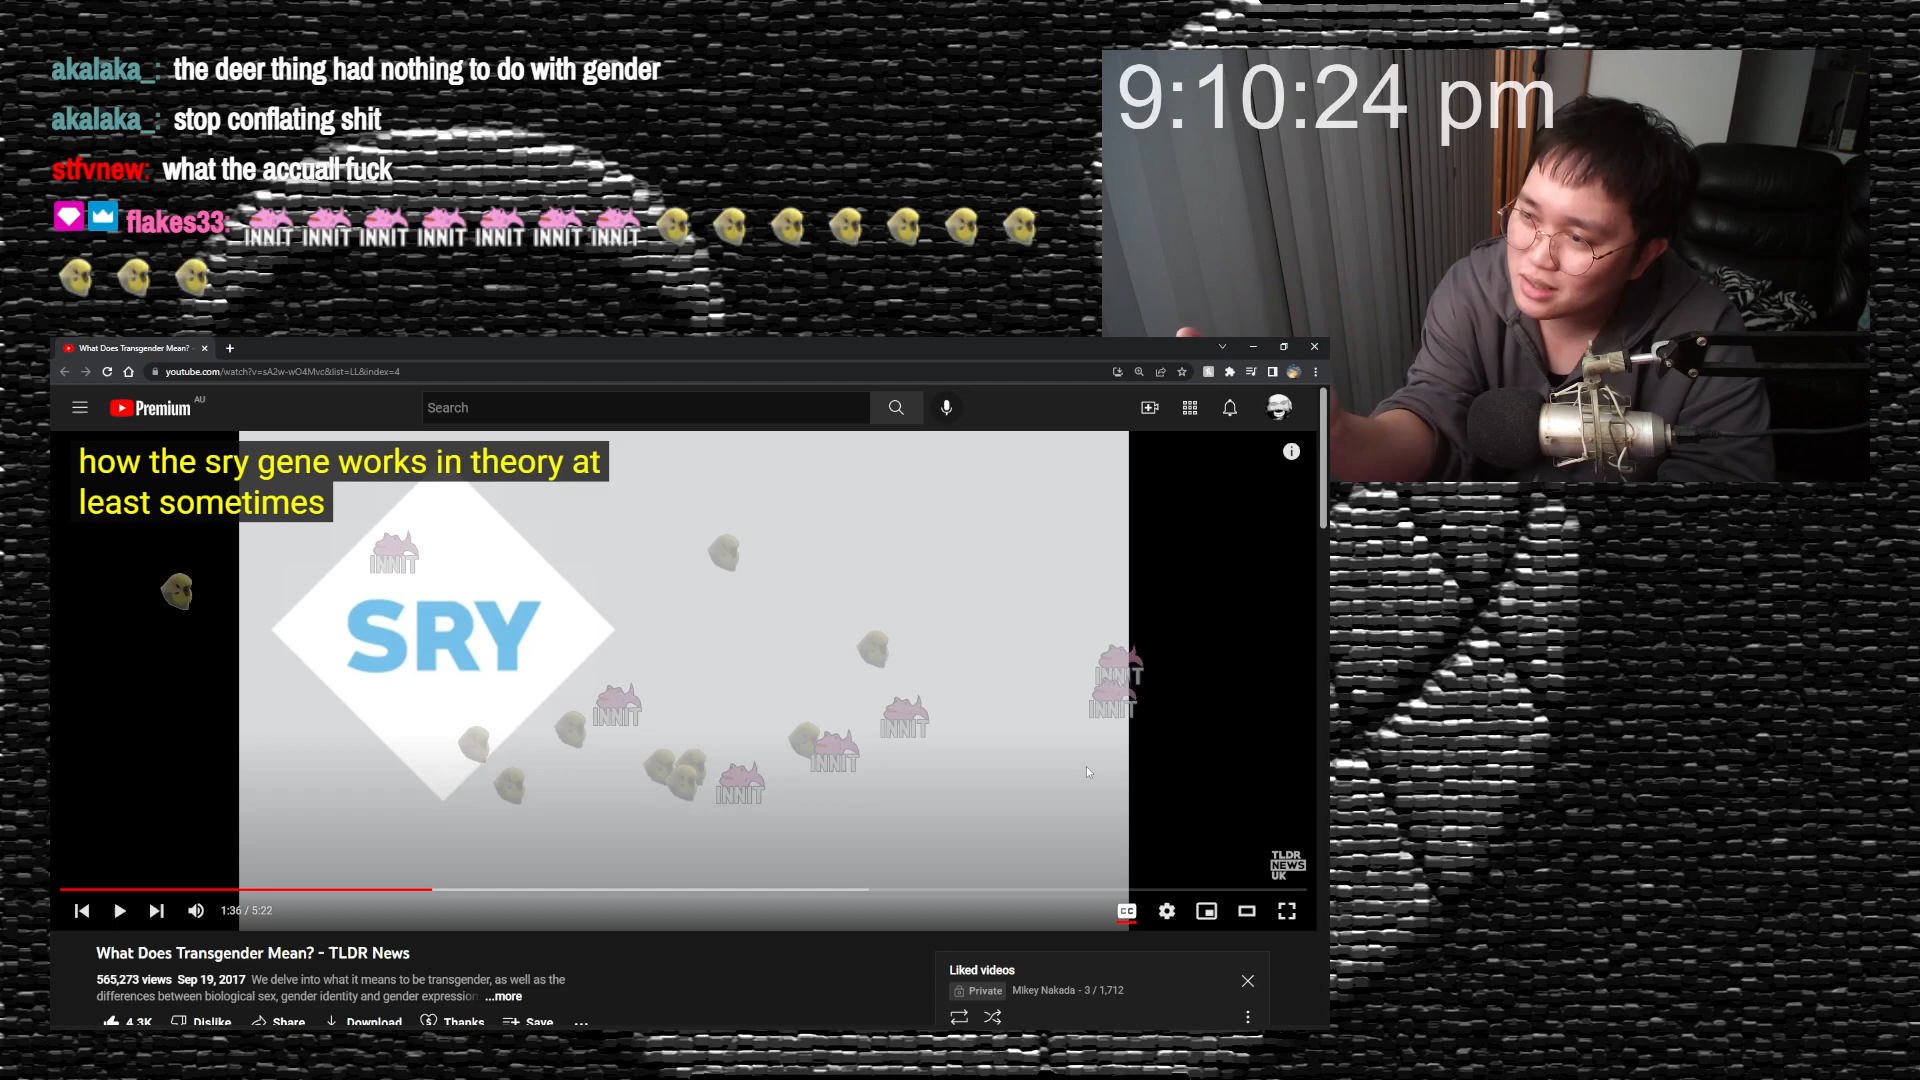 akalaka_: the deer thing had nothing to do with gender
akalaka_: stop conflating shit
stfvnew: what the accuall fuck
flakes33: INNIT INNIT INNIT INNIT INNIT INNIT INNIT
9:10:24 pm
What Does Transgender Mean? -
youtube.com/watch?v=sA2w-wO4Mvc&list=LL&index=4
Premium AU
Search
how the sry gene works in theory at
least sometimes
INNIT
SRY
INNIT
INNIT
INNIT
INNIT
INNIT
INNIT
TLDR
NEWS
UK
1:36 / 5:22
CC
What Does Transgender Mean? - TLDR News
565,273 views Sep 19, 2017 We delve into what it means to be transgender, as well as the
differences between biological sex, gender identity and gender expression ...more
4.3K Dislike Share Download Thanks Save ...
Liked videos
Private Mikey Nakada - 3 / 1,712